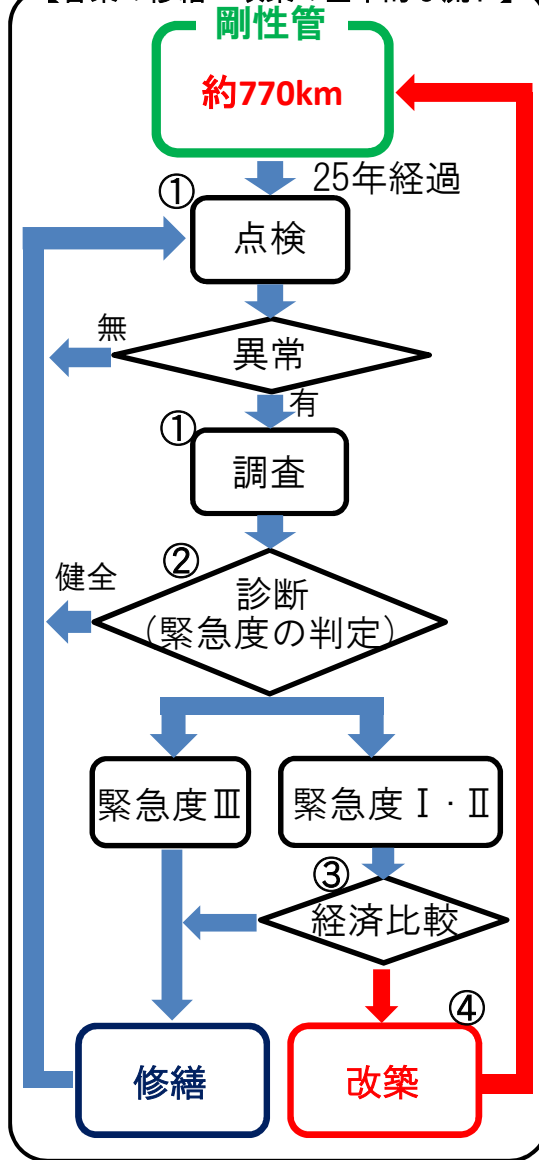 剛性管
約770km
25年経過
①
点検
無
異常
有
①
調査
②
健全
診断
(緊急度の判定)
緊急度Ⅲ
緊急度Ⅰ・Ⅱ
③
経済比較
④
修繕
改築